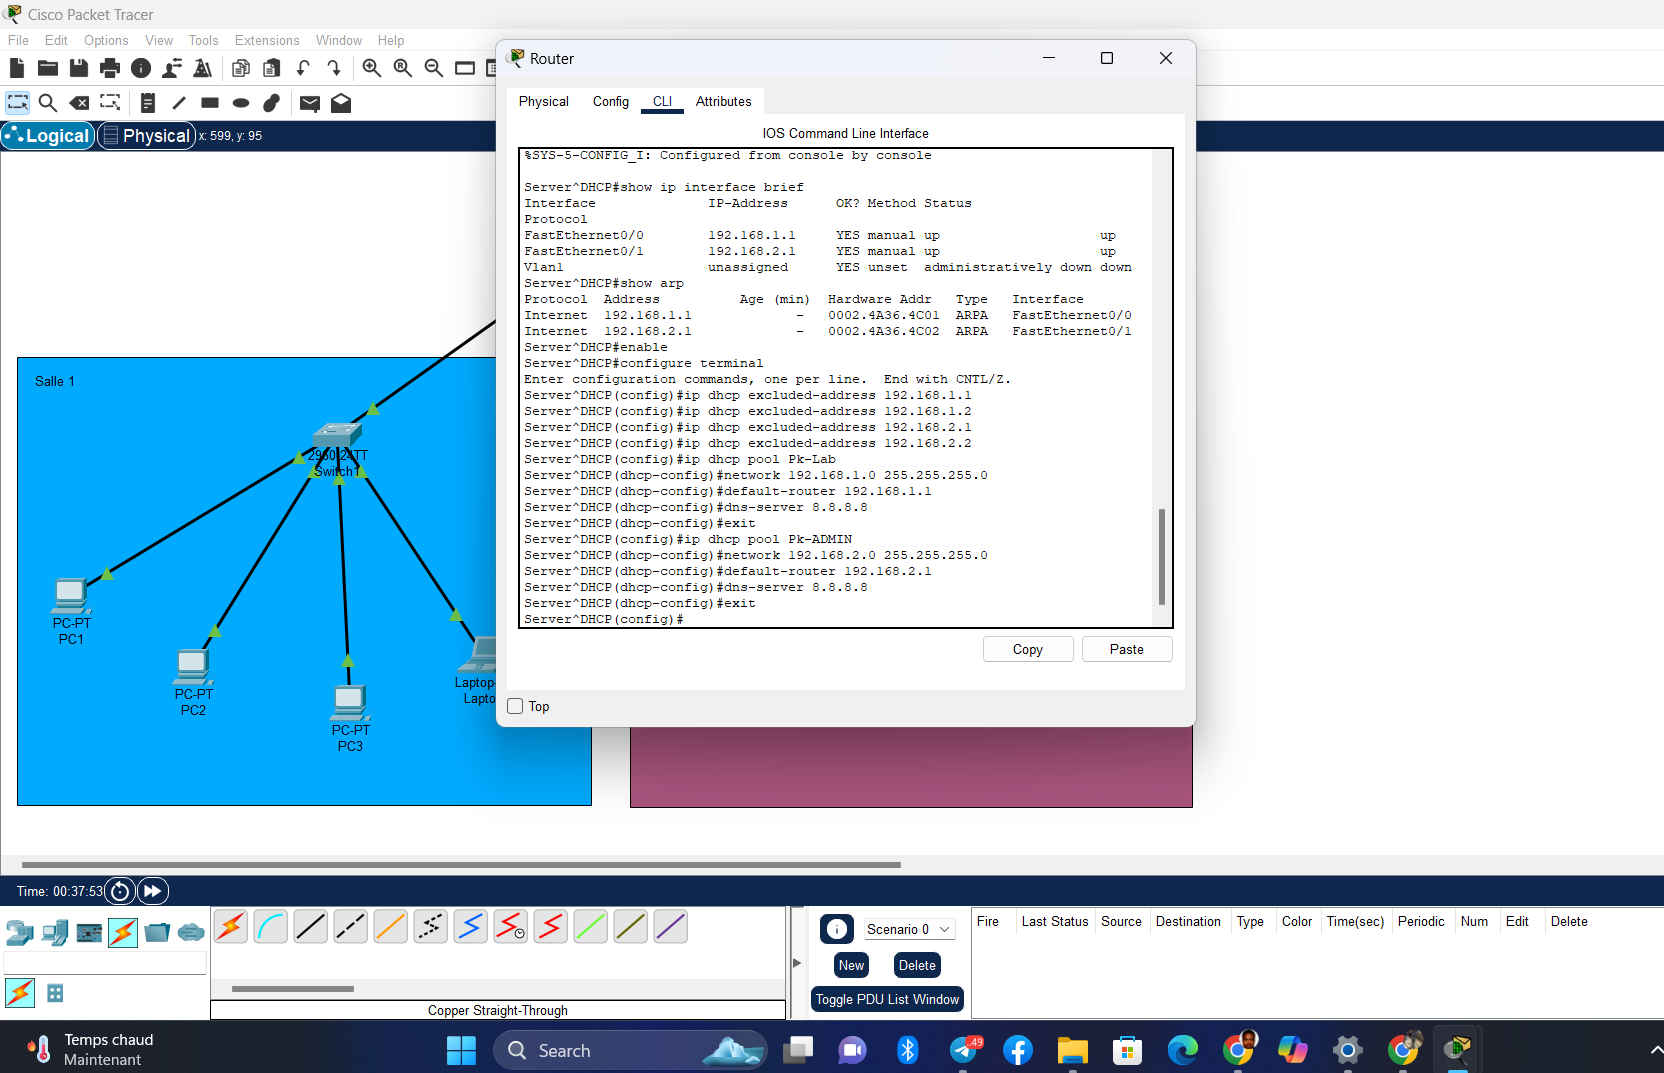 Cisco Packet Tracer
File Edit Options View Tools Extensions Window Help
Logical Physical x: 599, y: 95
Salle 1
2960-24TT
Switch1
PC-PT
PC1
PC-PT
PC2
PC-PT
PC3
Laptop-
Lapto
Router
Physical Config CLI Attributes
IOS Command Line Interface
%SYS-5-CONFIG_I: Configured from console by console
Server^DHCP#show ip interface brief
Interface IP-Address OK? Method Status
Protocol
FastEthernet0/0 192.168.1.1 YES manual up up
FastEthernet0/1 192.168.2.1 YES manual up up
Vlan1 unassigned YES unset administratively down down
Server^DHCP#show arp
Protocol Address Age (min) Hardware Addr Type Interface
Internet 192.168.1.1 - 0002.4A36.4C01 ARPA FastEthernet0/0
Internet 192.168.2.1 - 0002.4A36.4C02 ARPA FastEthernet0/1
Server^DHCP#enable
Server^DHCP#configure terminal
Enter configuration commands, one per line. End with CNTL/Z.
Server^DHCP(config)#ip dhcp excluded-address 192.168.1.1
Server^DHCP(config)#ip dhcp excluded-address 192.168.1.2
Server^DHCP(config)#ip dhcp excluded-address 192.168.2.1
Server^DHCP(config)#ip dhcp excluded-address 192.168.2.2
Server^DHCP(config)#ip dhcp pool Pk-Lab
Server^DHCP(dhcp-config)#network 192.168.1.0 255.255.255.0
Server^DHCP(dhcp-config)#default-router 192.168.1.1
Server^DHCP(dhcp-config)#dns-server 8.8.8.8
Server^DHCP(dhcp-config)#exit
Server^DHCP(config)#ip dhcp pool Pk-ADMIN
Server^DHCP(dhcp-config)#network 192.168.2.0 255.255.255.0
Server^DHCP(dhcp-config)#default-router 192.168.2.1
Server^DHCP(dhcp-config)#dns-server 8.8.8.8
Server^DHCP(dhcp-config)#exit
Server^DHCP(config)#
Copy Paste
Top
Time: 00:37:53
Copper Straight-Through
Scenario 0
New Delete
Toggle PDU List Window
Fire Last Status Source Destination Type Color Time(sec) Periodic Num Edit Delete
Temps chaud
Maintenant
Search
..49